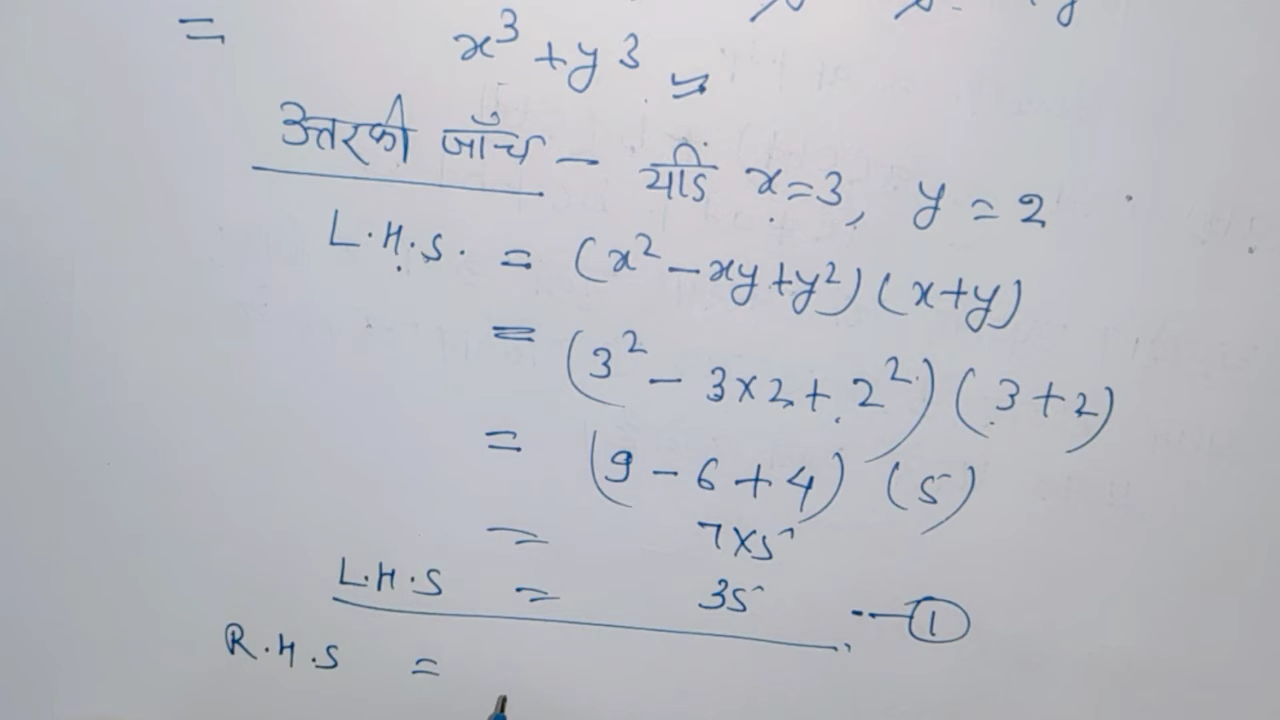 = x³ + y³
उत्तरकी जाँच – यदि x = 3, y = 2
L.H.S. = (x² – xy + y²) (x + y)
= (3² – 3 × 2 + 2²) (3 + 2)
= (9 – 6 + 4) (5)
= 7 × 5
L.H.S = 35 --- ①
R.H.S =